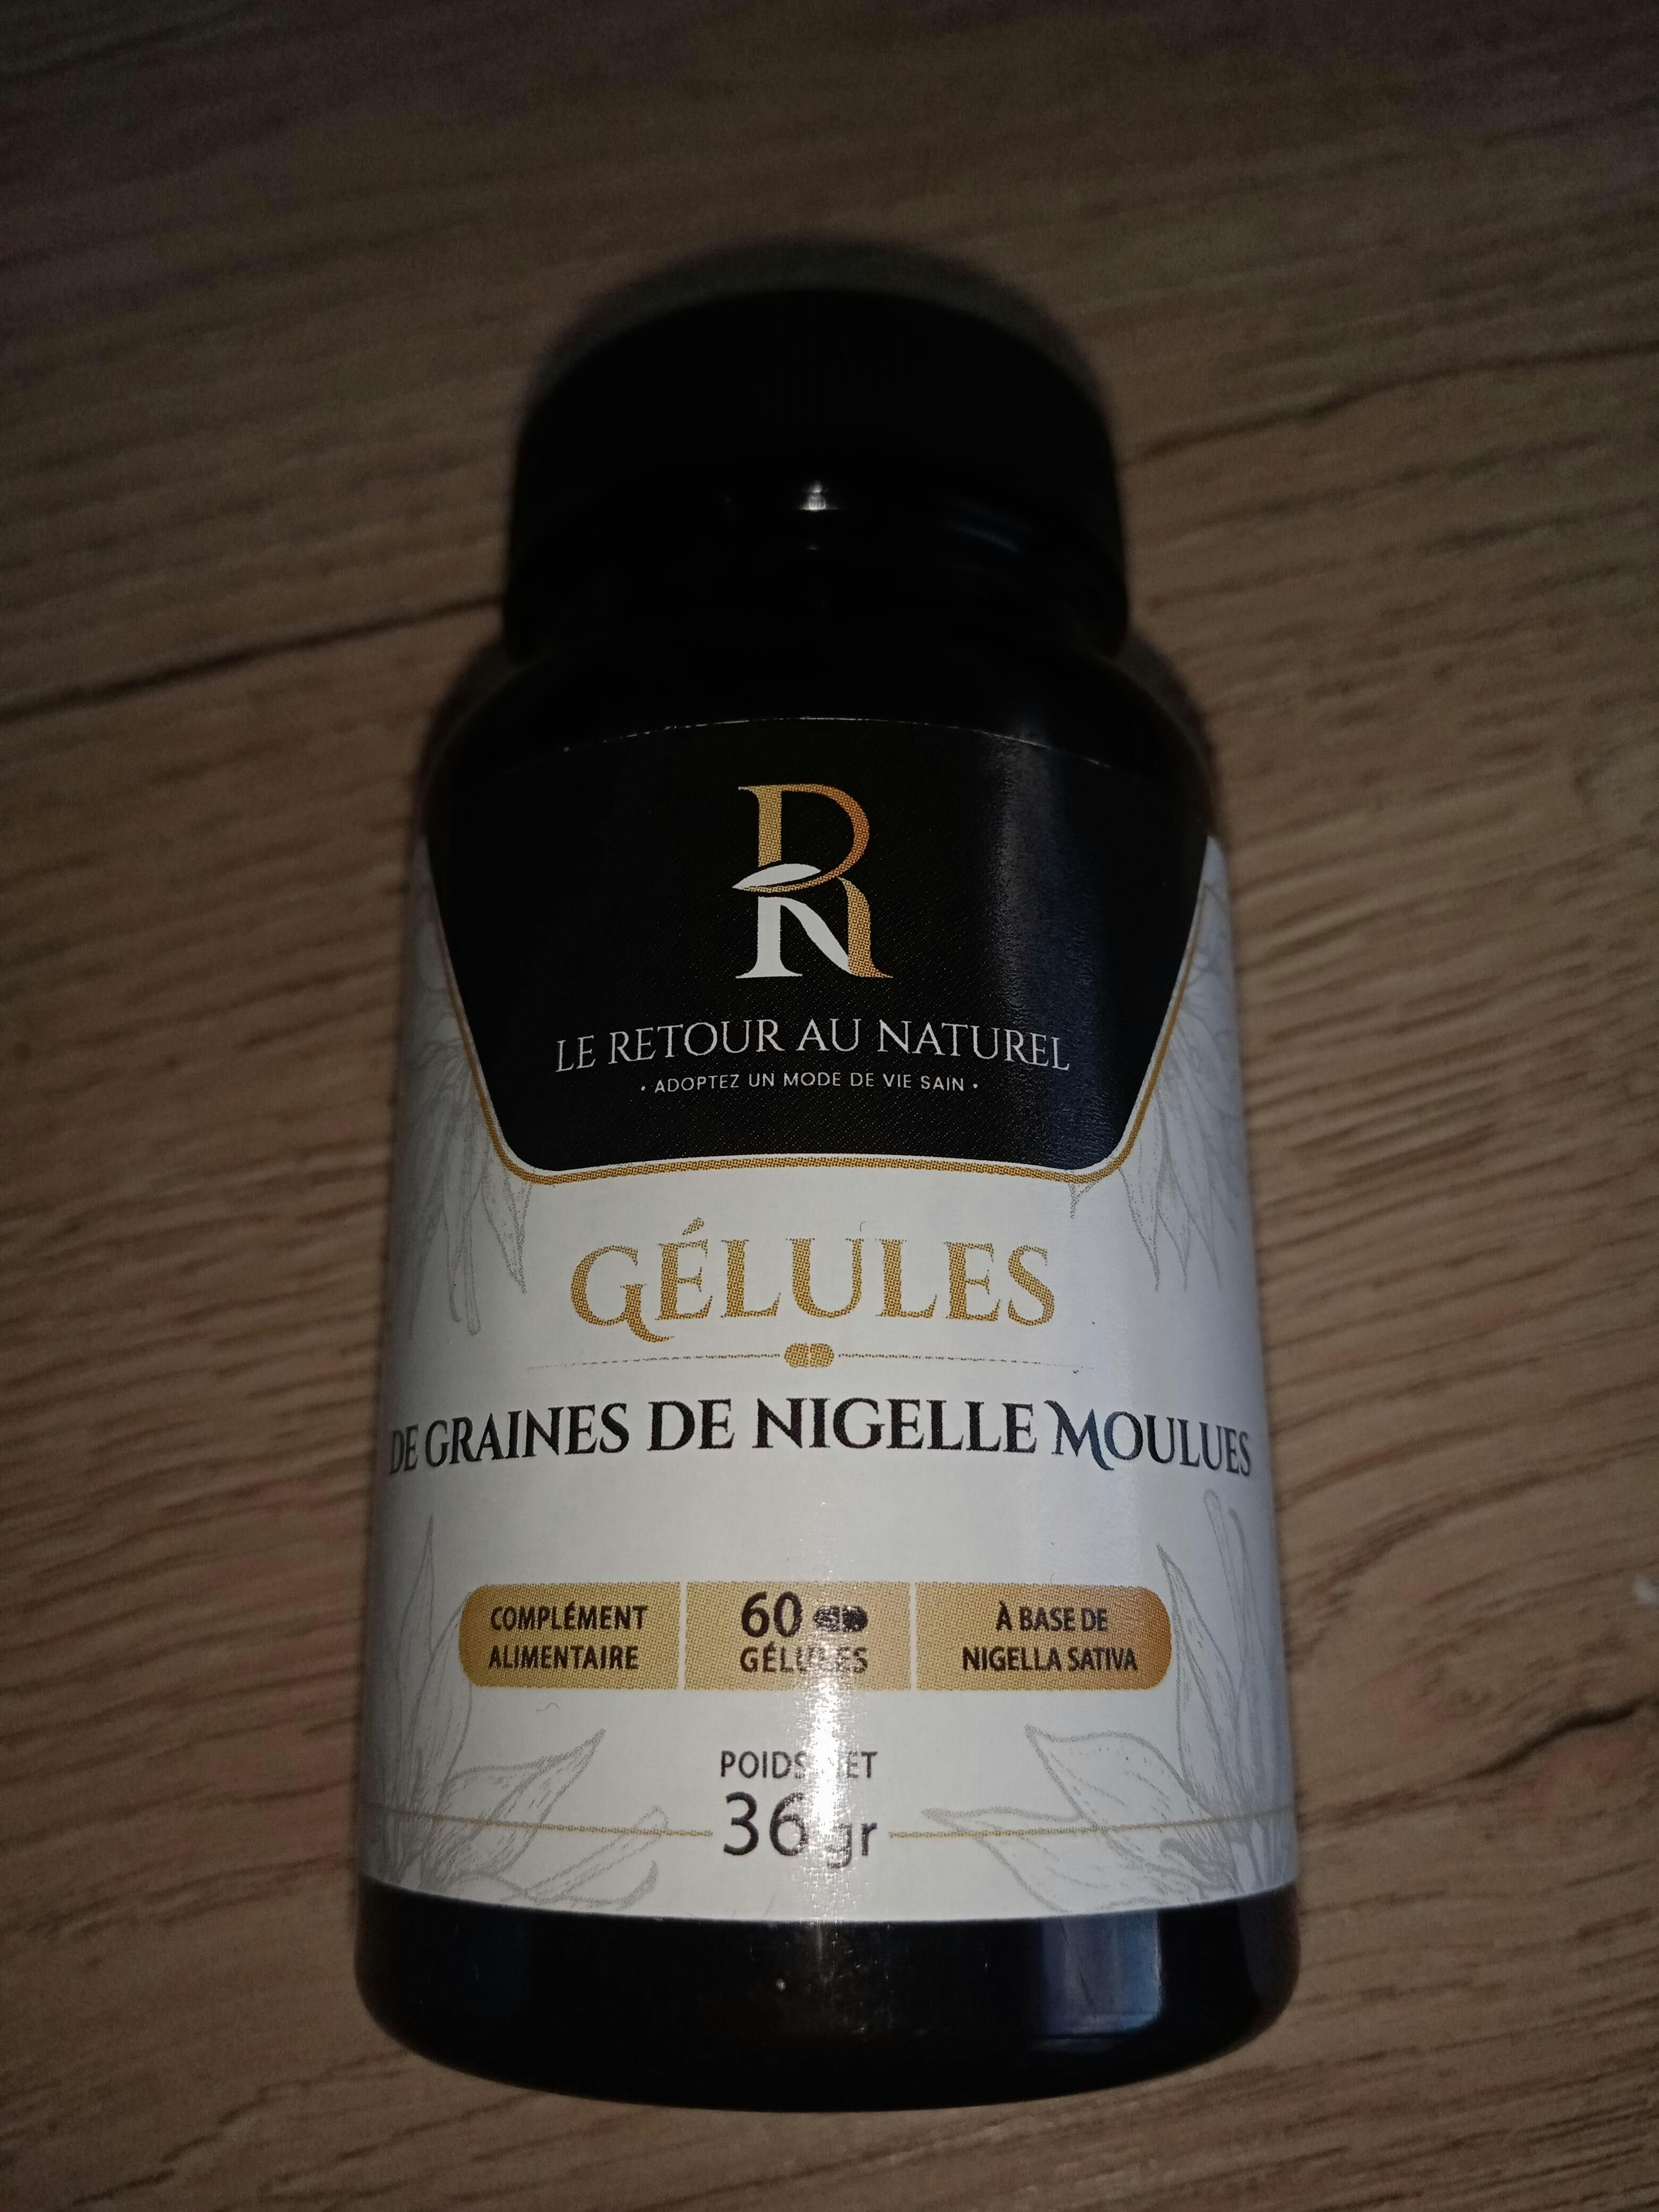 R
LE RETOUR AU NATUREL
• ADOPTEZ UN MODE DE VIE SAIN •
GÉLULES
DE GRAINES DE NIGELLE MOULUES
COMPLÉMENT
ALIMENTAIRE
60
GÉLULES
À BASE DE
NIGELLA SATIVA
POIDS NET
36 gr